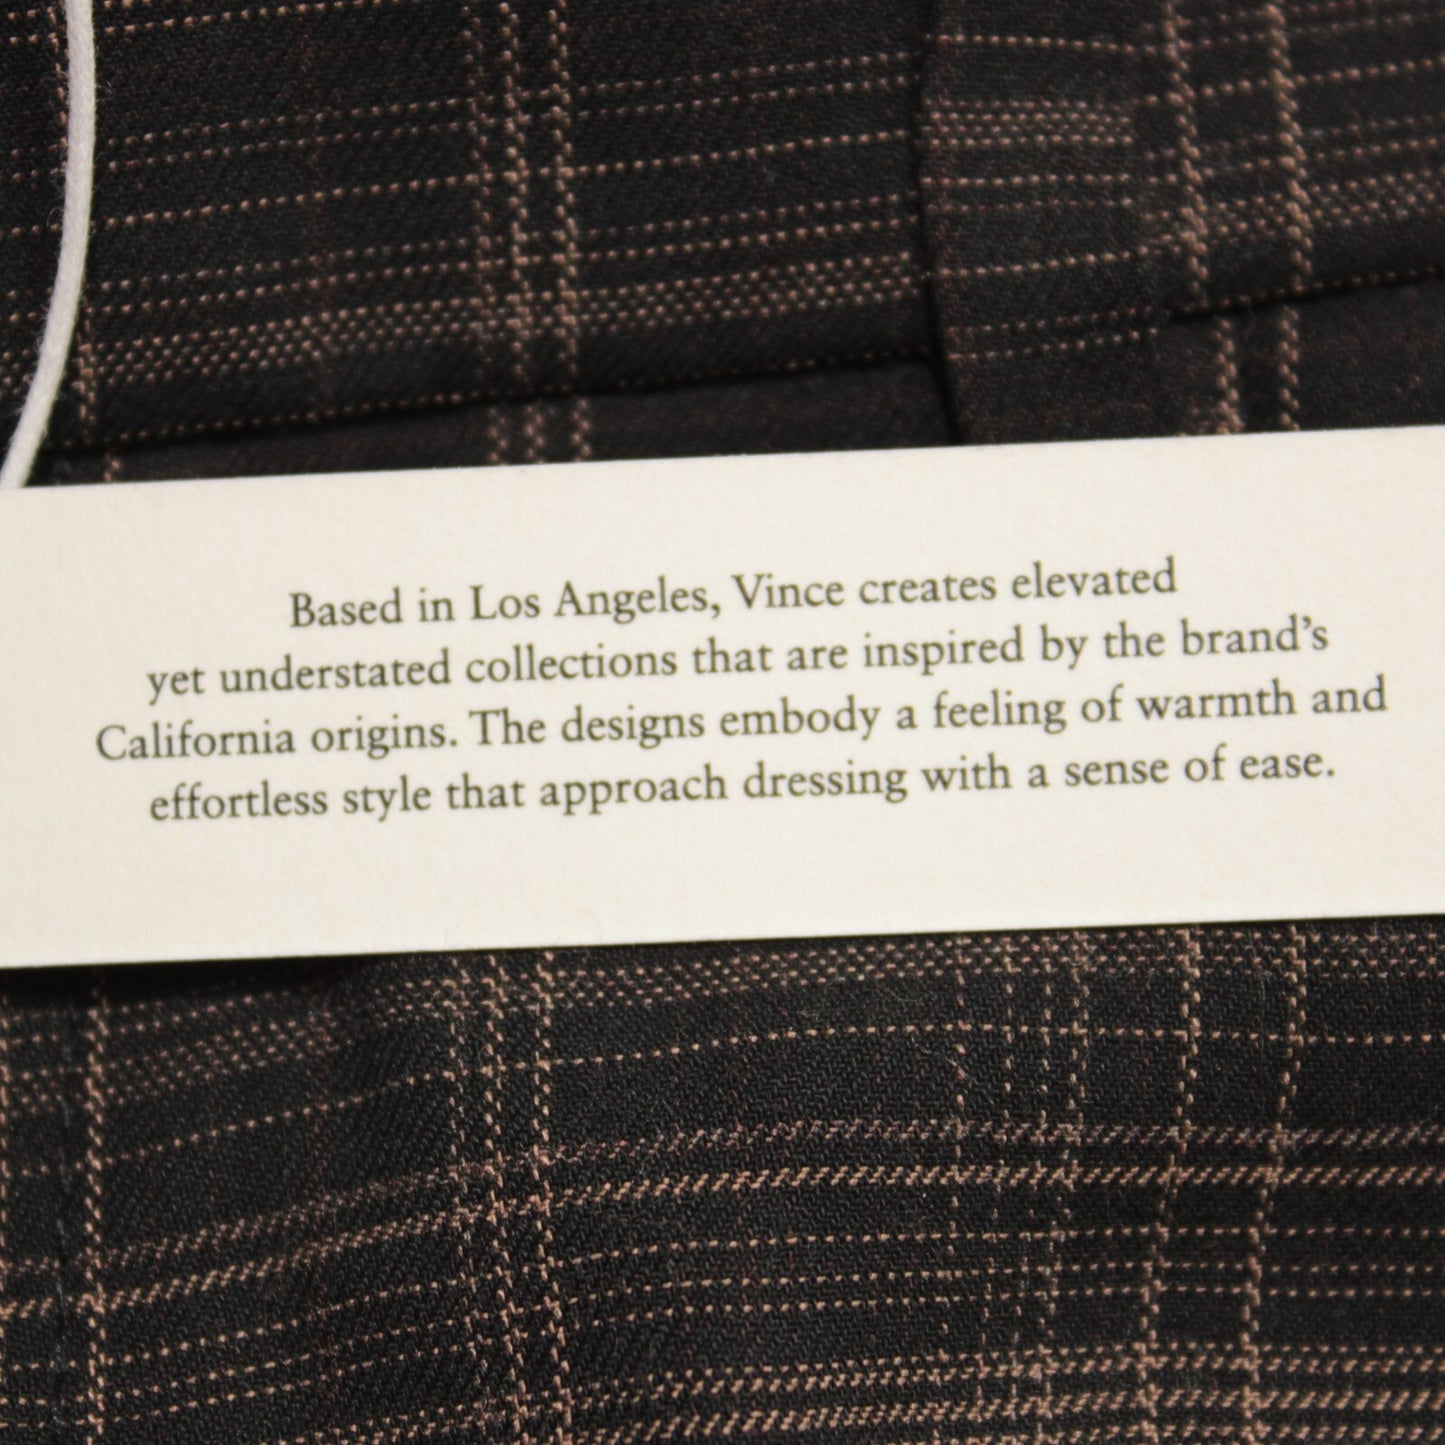 Based in Los Angeles, Vince creates elevated
yet understated collections that are inspired by the brand’s
California origins. The designs embody a feeling of warmth and
effortless style that approach dressing with a sense of ease.